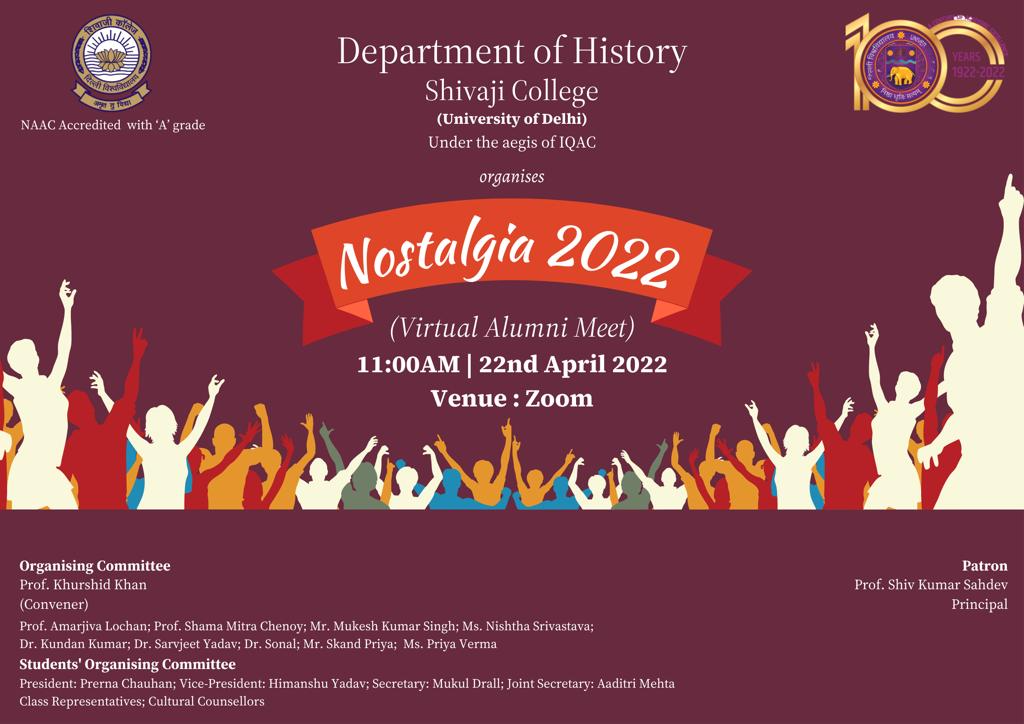 शिवाजी कॉलेज
दिल्ली विश्वविद्यालय
NAAC Accredited with ‘A’ grade
Department of History
Shivaji College
(University of Delhi)
Under the aegis of IQAC
organises
100
YEARS
1922-2022
Nostalgia 2022
(Virtual Alumni Meet)
11:00AM | 22nd April 2022
Venue : Zoom
Organising Committee
Prof. Khurshid Khan
(Convener)
Prof. Amarjiva Lochan; Prof. Shama Mitra Chenoy; Mr. Mukesh Kumar Singh; Ms. Nishtha Srivastava;
Dr. Kundan Kumar; Dr. Sarvjeet Yadav; Dr. Sonal; Mr. Skand Priya; Ms. Priya Verma
Students' Organising Committee
President: Prerna Chauhan; Vice-President: Himanshu Yadav; Secretary: Mukul Drall; Joint Secretary: Aaditri Mehta
Class Representatives; Cultural Counsellors
Patron
Prof. Shiv Kumar Sahdev
Principal